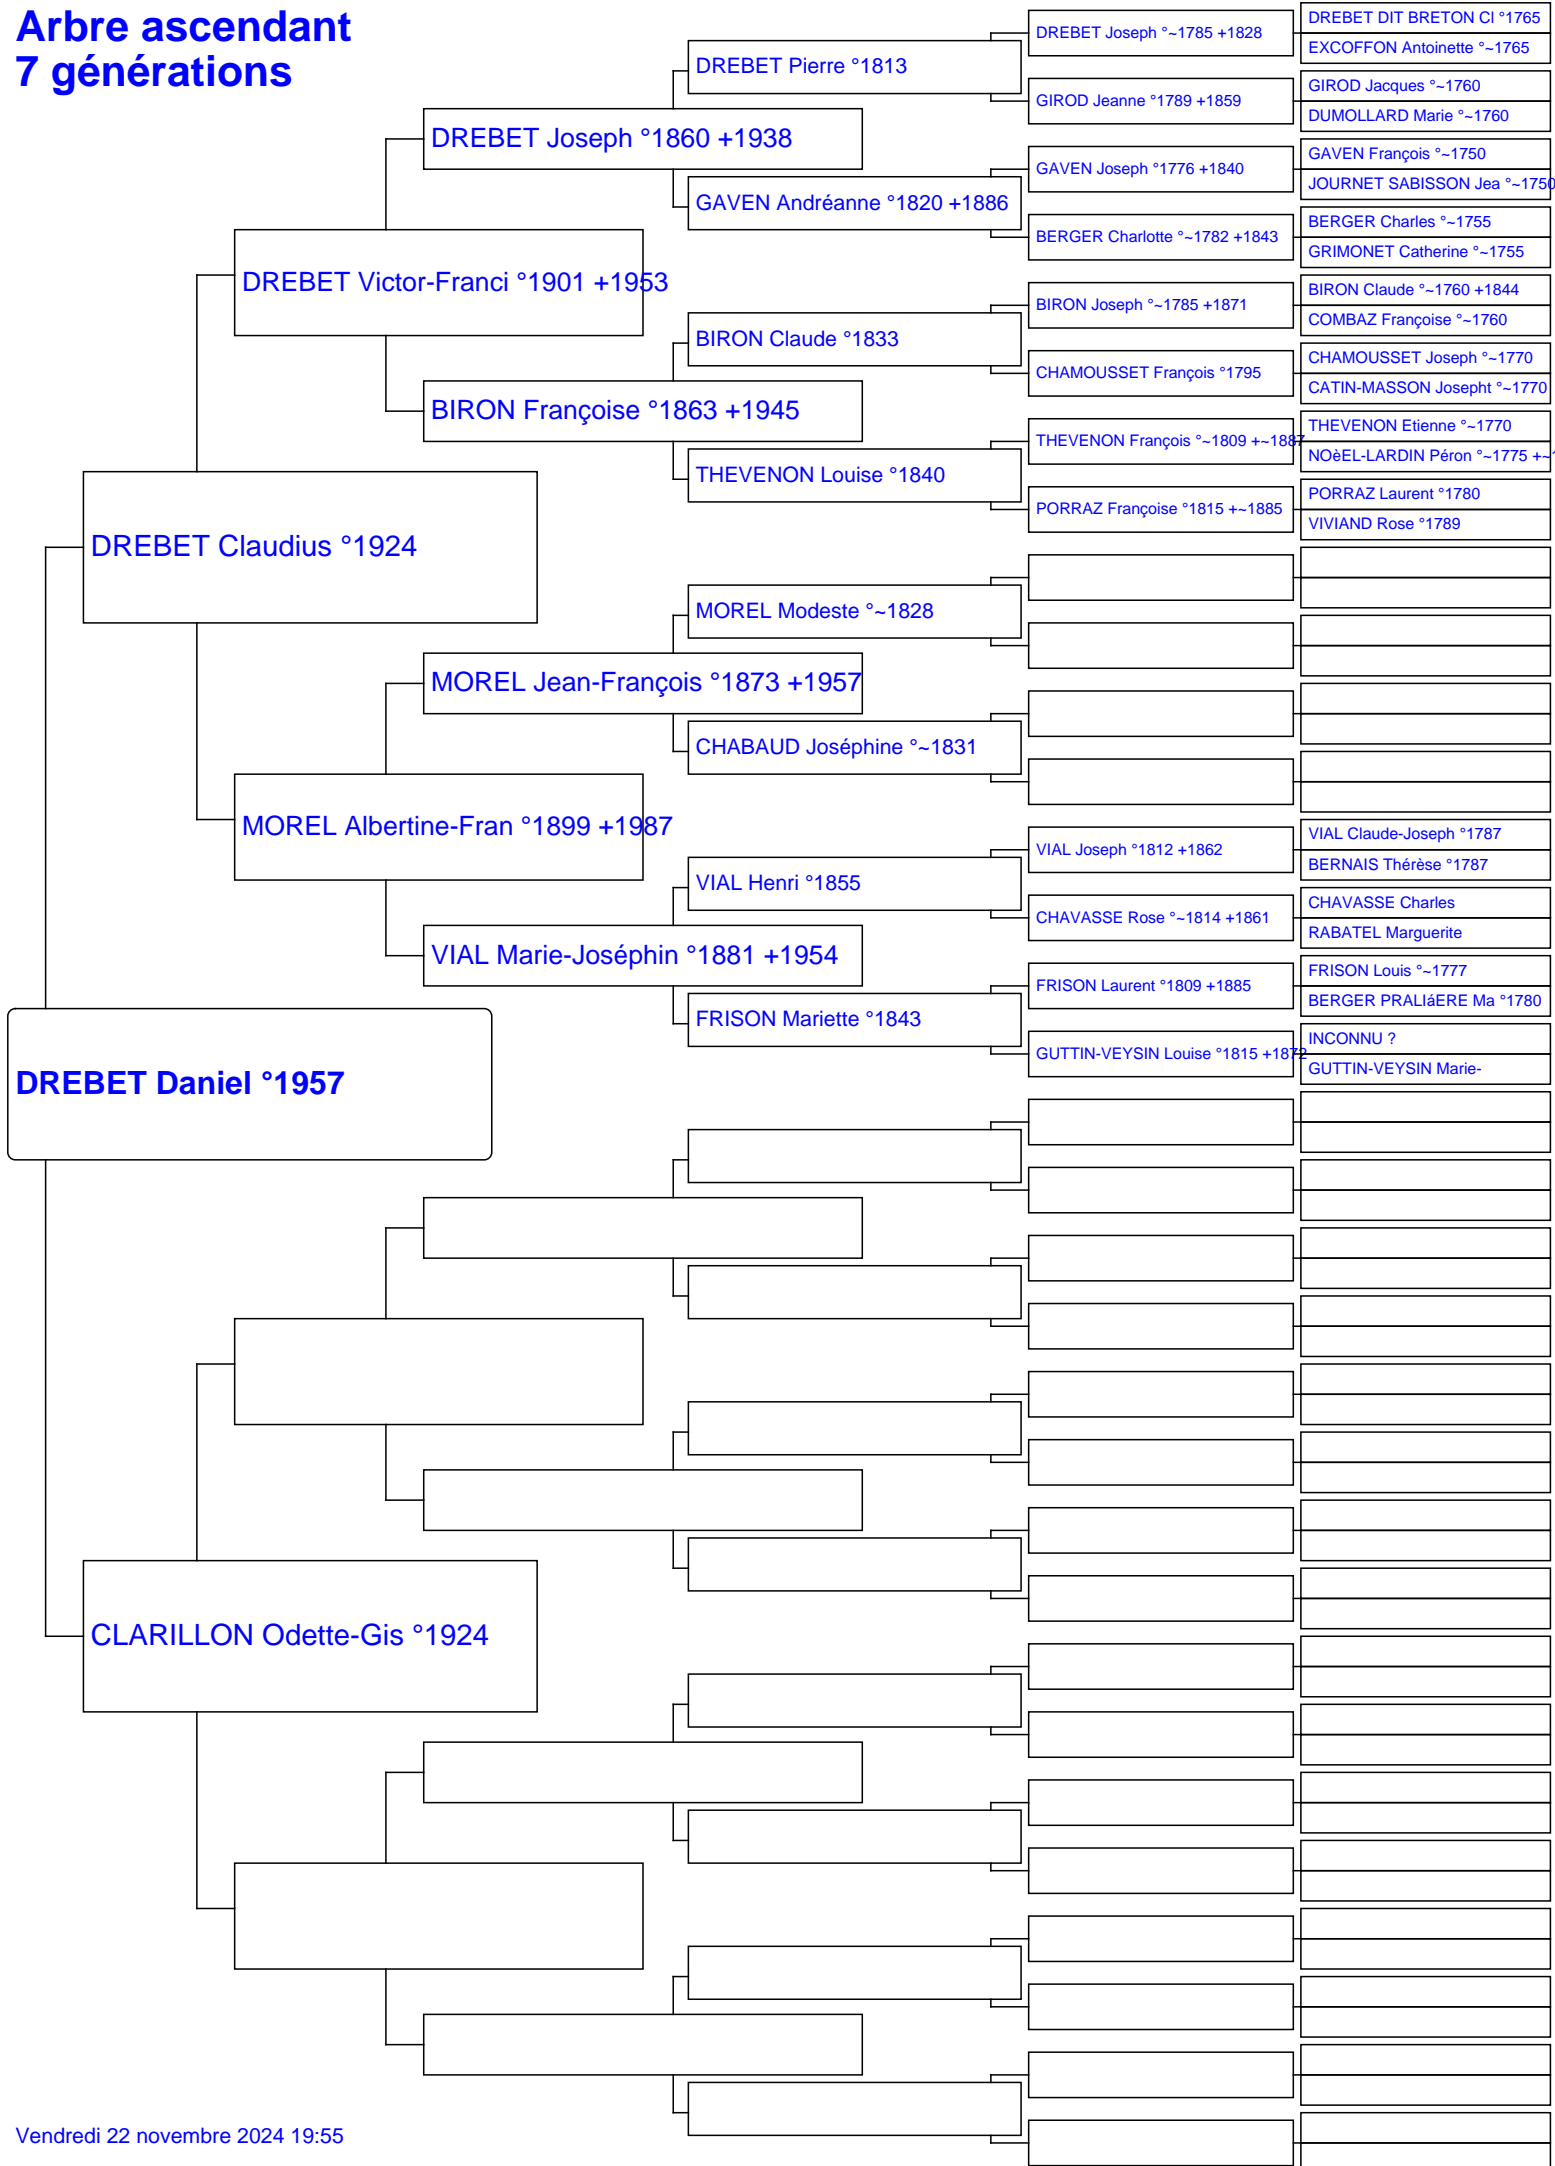 Arbre ascendant
7 générations
DREBET Daniel °1957
DREBET Claudius °1924
CLARILLON Odette-Gis °1924
DREBET Victor-Franci °1901 +1953
MOREL Albertine-Fran °1899 +1987
DREBET Joseph °1860 +1938
BIRON Françoise °1863 +1945
MOREL Jean-François °1873 +1957
VIAL Marie-Joséphin °1881 +1954
DREBET Pierre °1813
GAVEN Andréanne °1820 +1886
BIRON Claude °1833
THEVENON Louise °1840
MOREL Modeste °~1828
CHABAUD Joséphine °~1831
VIAL Henri °1855
FRISON Mariette °1843
DREBET Joseph °~1785 +1828
GIROD Jeanne °1789 +1859
GAVEN Joseph °1776 +1840
BERGER Charlotte °~1782 +1843
BIRON Joseph °~1785 +1871
CHAMOUSSET François °1795
THEVENON François °~1809 +~1887
PORRAZ Françoise °1815 +~1885
VIAL Joseph °1812 +1862
CHAVASSE Rose °~1814 +1861
FRISON Laurent °1809 +1885
GUTTIN-VEYSIN Louise °1815 +1872
DREBET DIT BRETON Cl °1765
EXCOFFON Antoinette °~1765
GIROD Jacques °~1760
DUMOLLARD Marie °~1760
GAVEN François °~1750
JOURNET SABISSON Jea °~1750
BERGER Charles °~1755
GRIMONET Catherine °~1755
BIRON Claude °~1760 +1844
COMBAZ Françoise °~1760
CHAMOUSSET Joseph °~1770
CATIN-MASSON Josepht °~1770
THEVENON Etienne °~1770
NOèEL-LARDIN Péron °~1775 +~
PORRAZ Laurent °1780
VIVIAND Rose °1789
VIAL Claude-Joseph °1787
BERNAIS Thérèse °1787
CHAVASSE Charles
RABATEL Marguerite
FRISON Louis °~1777
BERGER PRALIáERE Ma °1780
INCONNU ?
GUTTIN-VEYSIN Marie-
Vendredi 22 novembre 2024 19:55